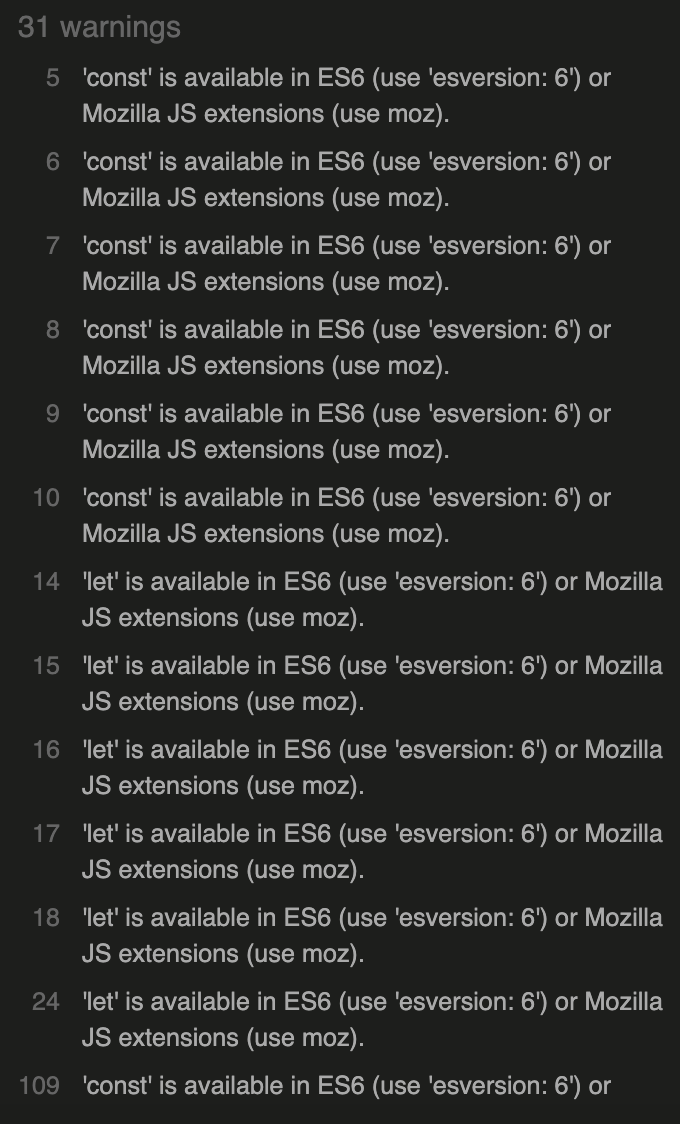 31 warnings
5 'const' is available in ES6 (use 'esversion: 6') or
Mozilla JS extensions (use moz).
6 'const' is available in ES6 (use 'esversion: 6') or
Mozilla JS extensions (use moz).
7 'const' is available in ES6 (use 'esversion: 6') or
Mozilla JS extensions (use moz).
8 'const' is available in ES6 (use 'esversion: 6') or
Mozilla JS extensions (use moz).
9 'const' is available in ES6 (use 'esversion: 6') or
Mozilla JS extensions (use moz).
10 'const' is available in ES6 (use 'esversion: 6') or
Mozilla JS extensions (use moz).
14 'let' is available in ES6 (use 'esversion: 6') or Mozilla
JS extensions (use moz).
15 'let' is available in ES6 (use 'esversion: 6') or Mozilla
JS extensions (use moz).
16 'let' is available in ES6 (use 'esversion: 6') or Mozilla
JS extensions (use moz).
17 'let' is available in ES6 (use 'esversion: 6') or Mozilla
JS extensions (use moz).
18 'let' is available in ES6 (use 'esversion: 6') or Mozilla
JS extensions (use moz).
24 'let' is available in ES6 (use 'esversion: 6') or Mozilla
JS extensions (use moz).
109 'const' is available in ES6 (use 'esversion: 6') or